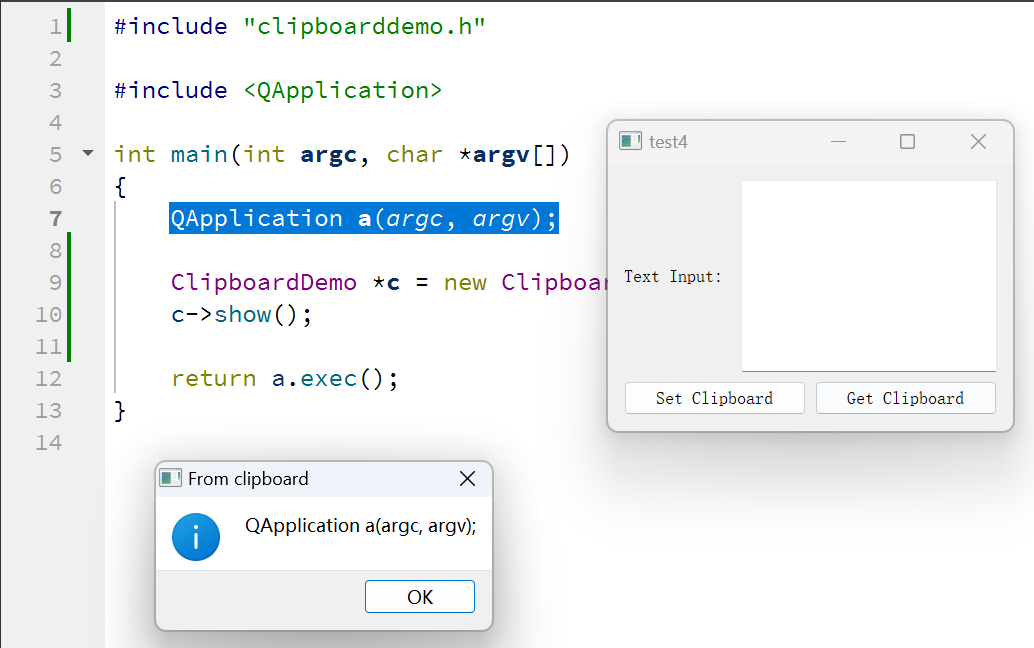 1 #include "clipboarddemo.h"
2
3 #include <QApplication>
4
5 int main(int argc, char *argv[])
6 {
7 QApplication a(argc, argv);
8
9 ClipboardDemo *c = new Clipboar
10 c->show();
11
12 return a.exec();
13 }
14
test4
Text Input:
Set Clipboard
Get Clipboard
From clipboard
QApplication a(argc, argv);
OK